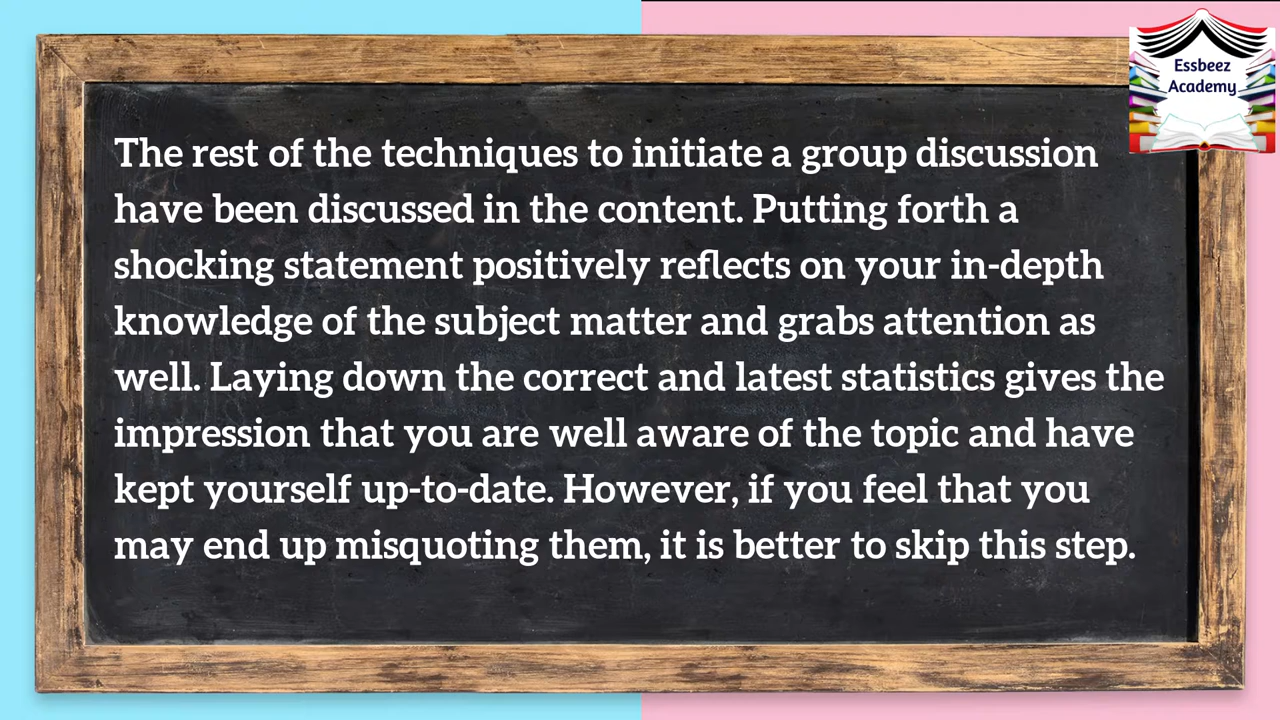 Essbeez
Academy
The rest of the techniques to initiate a group discussion
have been discussed in the content. Putting forth a
shocking statement positively reflects on your in-depth
knowledge of the subject matter and grabs attention as
well. Laying down the correct and latest statistics gives the
impression that you are well aware of the topic and have
kept yourself up-to-date. However, if you feel that you
may end up misquoting them, it is better to skip this step.